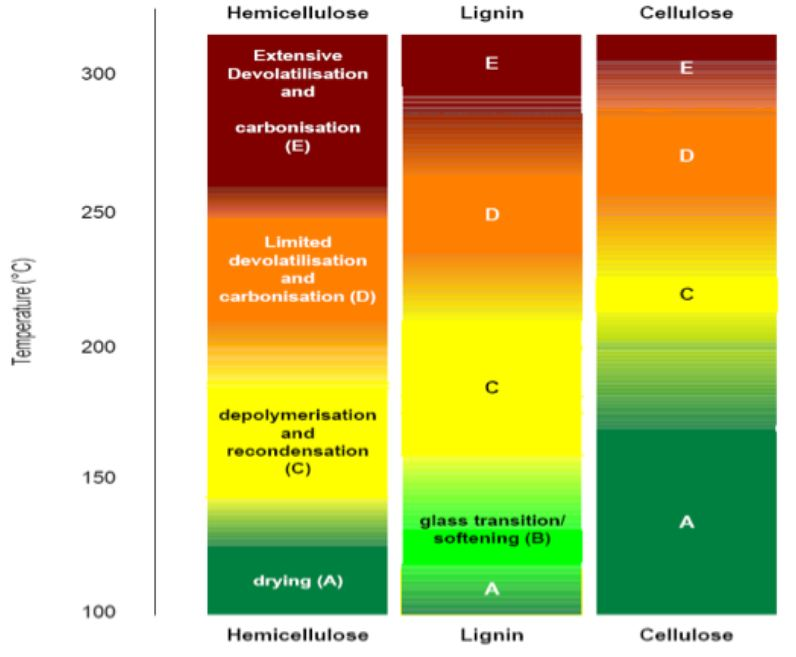 Hemicellulose
Lignin
Cellulose
Temperature (°C)
300
250
200
150
100
Extensive
Devolatilisation
and
carbonisation
(E)
Limited
devolatilisation
and
carbonisation (D)
depolymerisation
and
recondensation
(C)
drying (A)
E
D
C
glass transition/
softening (B)
A
E
D
C
A
Hemicellulose
Lignin
Cellulose